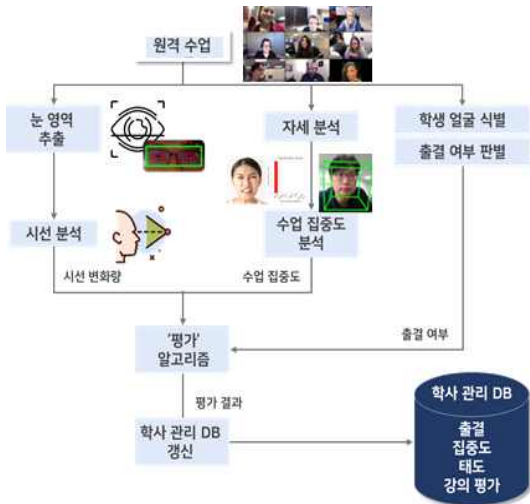 원격 수업
눈 영역
추출
자세 분석
학생 얼굴 식별
출결 여부 판별
시선 분석
수업 집중도
분석
시선 변화량
수업 집중도
'평가'
알고리즘
출결 여부
평가 결과
학사 관리 DB
갱신
학사 관리 DB
출결
집중도
태도
강의 평가